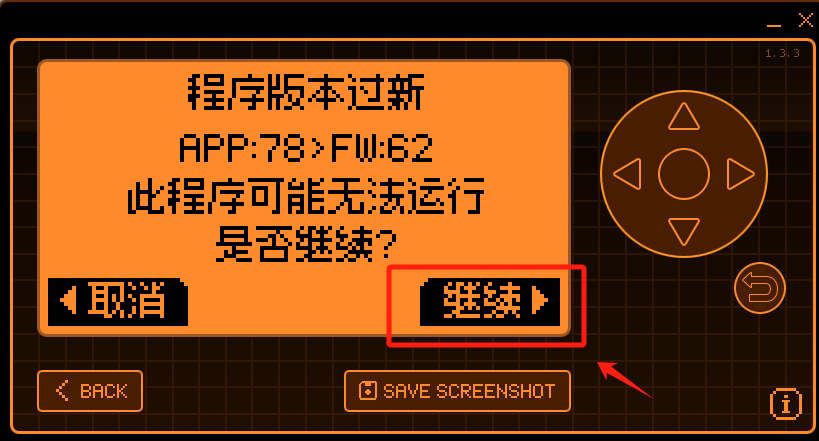 1.3.3
程序版本过新
APP:78>FW:62
此程序可能无法运行
是否继续?
取消
继续
BACK
SAVE SCREENSHOT